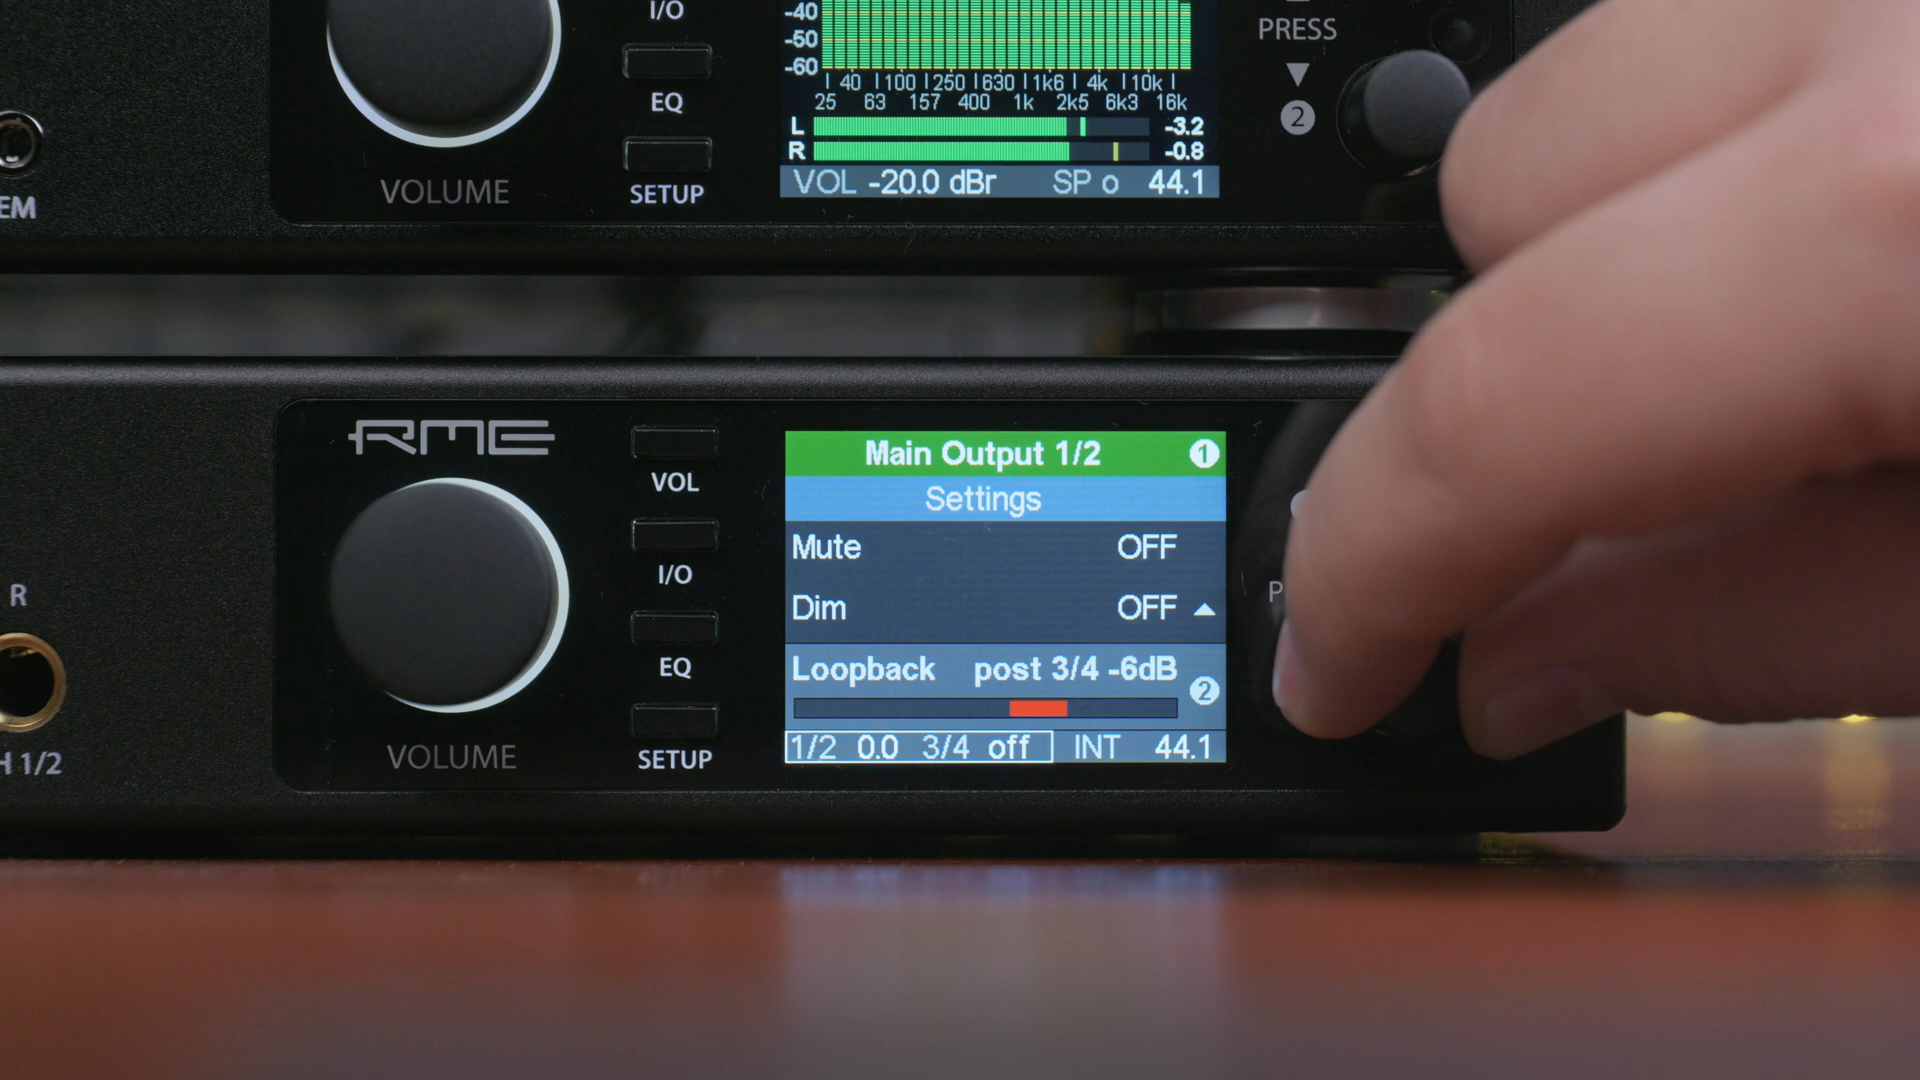 I/O
EQ
SETUP
VOLUME
EM
-40
-50
-60
40 100 250 630 1k6 4k 10k
25 63 157 400 1k 2k5 6k3 16k
L -3.2
R -0.8
VOL -20.0 dBr SP o 44.1
PRESS
2
RME
VOL
I/O
EQ
SETUP
VOLUME
R
H 1/2
Main Output 1/2 1
Settings
Mute OFF
Dim OFF
Loopback post 3/4 -6dB
2
1/2 0.0 3/4 off INT 44.1
P